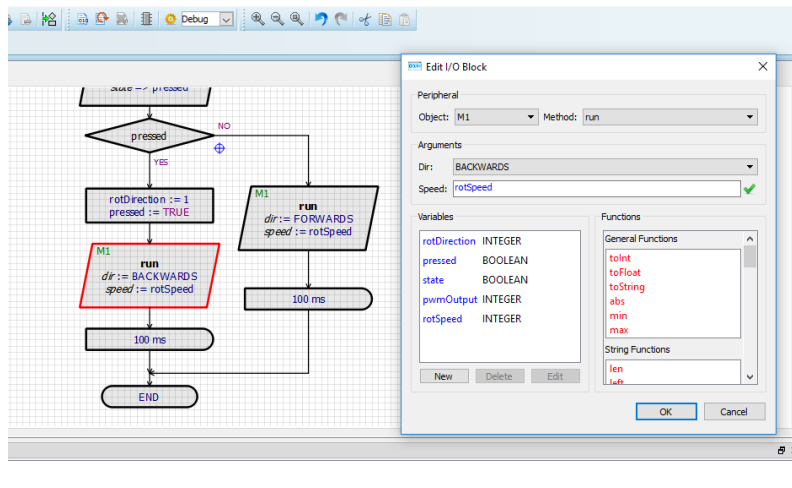 Debug
state => pressed
pressed
NO
YES
rotDirection := 1
pressed := TRUE
M1
run
dir := BACKWARDS
speed := rotSpeed
100 ms
END
M1
run
dir := FORWARDS
speed := rotSpeed
100 ms
Edit I/O Block
Peripheral
Object: M1 Method: run
Arguments
Dir: BACKWARDS
Speed: rotSpeed
Variables
rotDirection INTEGER
pressed BOOLEAN
state BOOLEAN
pwmOutput INTEGER
rotSpeed INTEGER
New Delete Edit
Functions
General Functions
toInt
toFloat
toString
abs
min
max
String Functions
len
left
OK Cancel